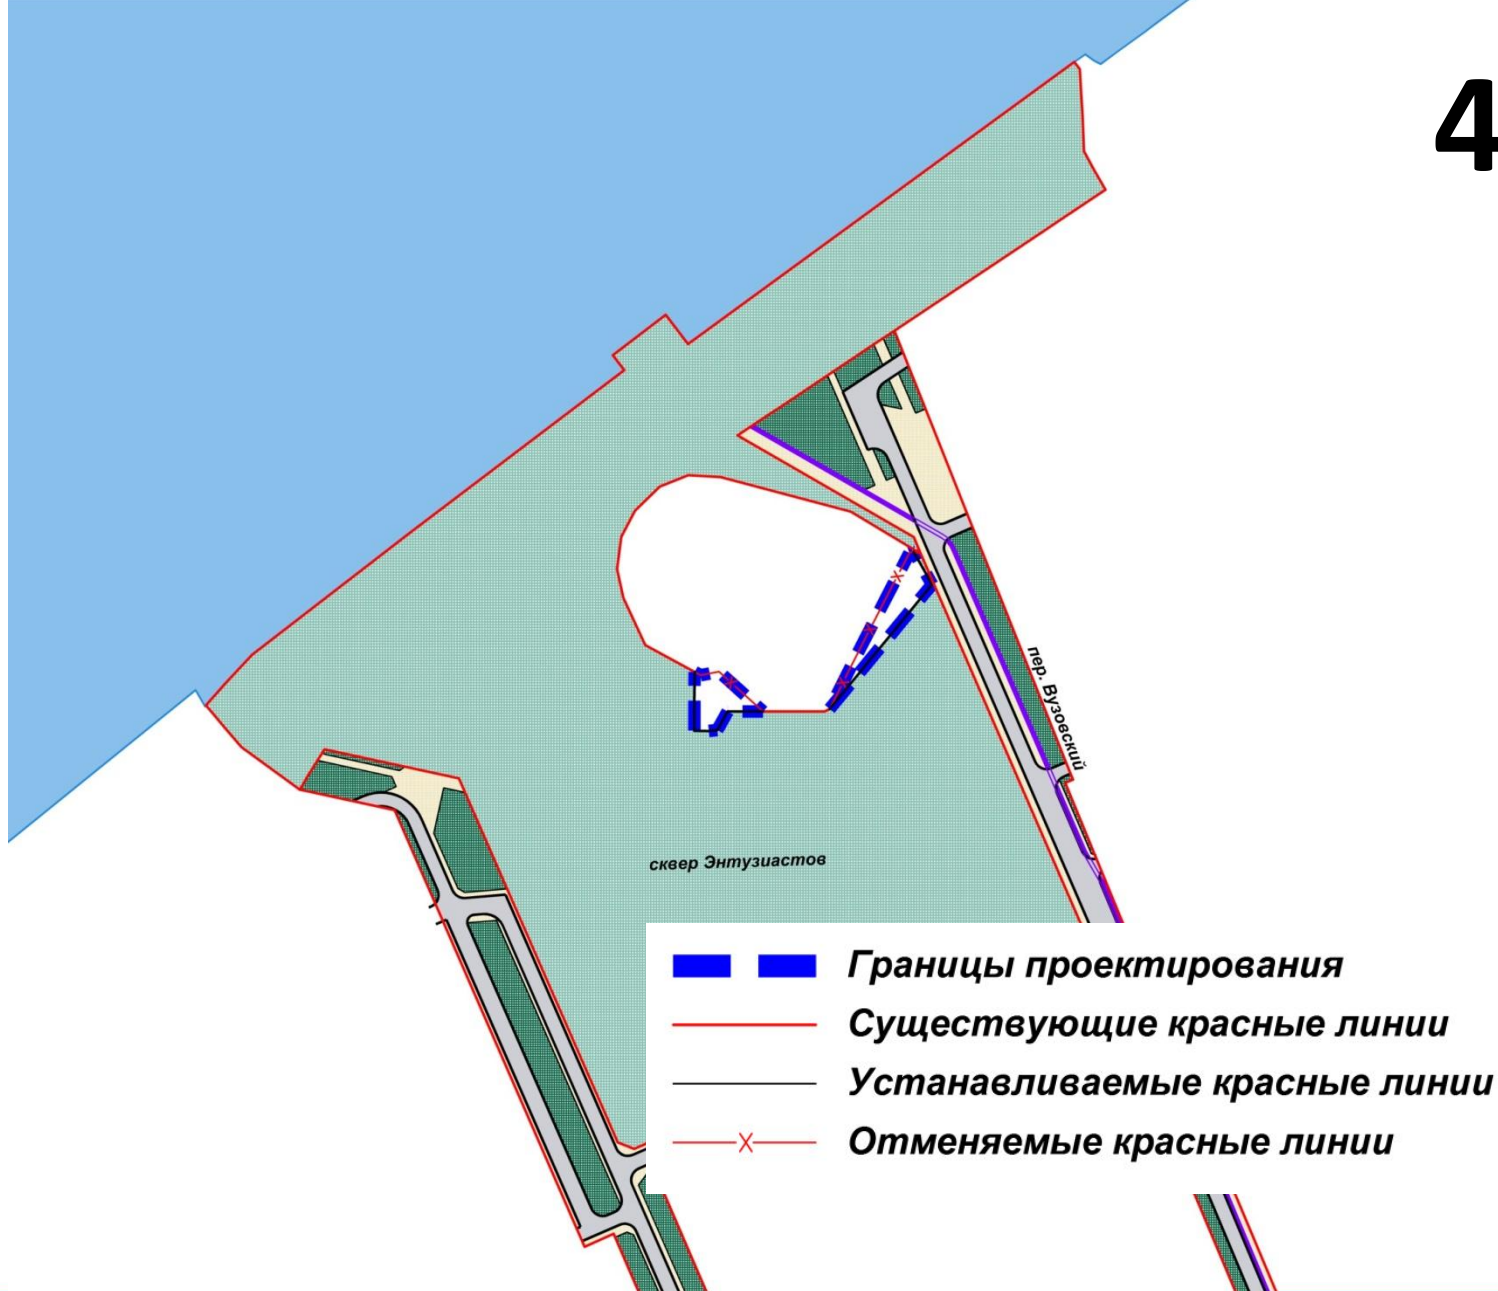 4
пер. Вузовский
сквер Энтузиастов
Границы проектирования
Существующие красные линии
Устанавливаемые красные линии
Отменяемые красные линии